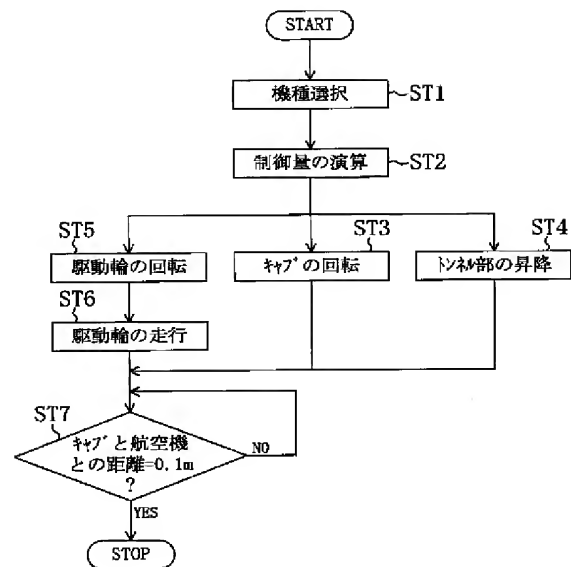 START
機種選択
ST1
制御量の演算
ST2
ST5
駆動輪の回転
ST3
キャブの回転
ST4
トンネル部の昇降
ST6
駆動輪の走行
ST7
キャブと航空機
との距離=0.1m
?
NO
YES
STOP